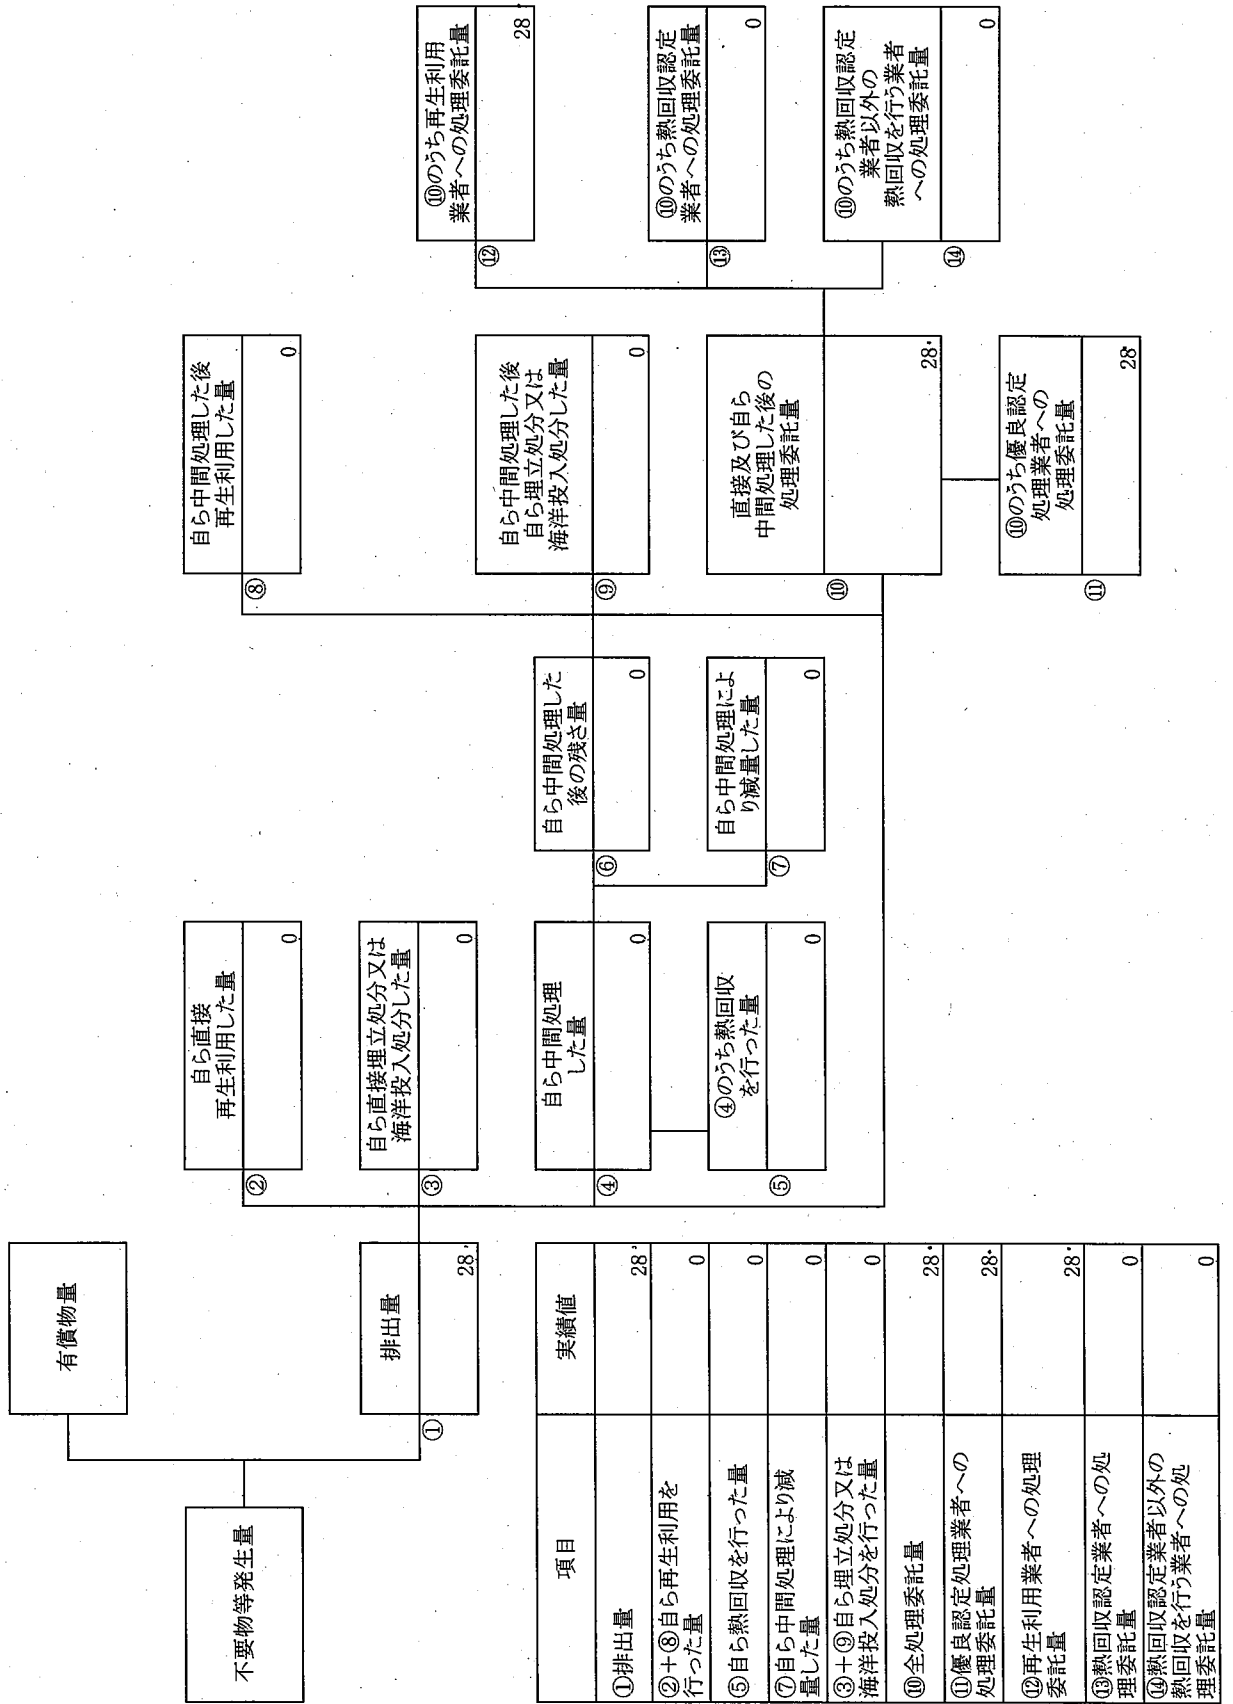 不要物等発生量
有償物量
排出量
①
28
自ら直接
再生利用した量
②
0
自ら直接埋立処分又は
海洋投入処分した量
③
0
自ら中間処理
した量
④
0
④のうち熱回収
を行った量
⑤
0
自ら中間処理した
後の残さ量
⑥
0
自ら中間処理によ
り減量した量
⑦
0
自ら中間処理した後
再生利用した量
⑧
0
自ら中間処理した後
自ら埋立処分又は
海洋投入処分した量
⑨
0
直接及び自ら
中間処理した後の
処理委託量
⑩
28
⑩のうち優良認定
処理業者への
処理委託量
⑪
28
⑩のうち再生利用
業者への処理委託量
⑫
28
⑩のうち熱回収認定
業者への処理委託量
⑬
0
⑩のうち熱回収認定
業者以外の
熱回収を行う業者
への処理委託量
⑭
0
項目 実績値
①排出量 28
②+⑧自ら再生利用を
行った量 0
⑤自ら熱回収を行った量 0
⑦自ら中間処理により減
量した量 0
③+⑨自ら埋立処分又は
海洋投入処分を行った量 0
⑩全処理委託量 28
⑪優良認定処理業者への
処理委託量 28
⑫再生利用業者への処理
委託量 28
⑬熱回収認定業者への処
理委託量 0
⑭熱回収認定業者以外の
熱回収を行う業者への処
理委託量 0